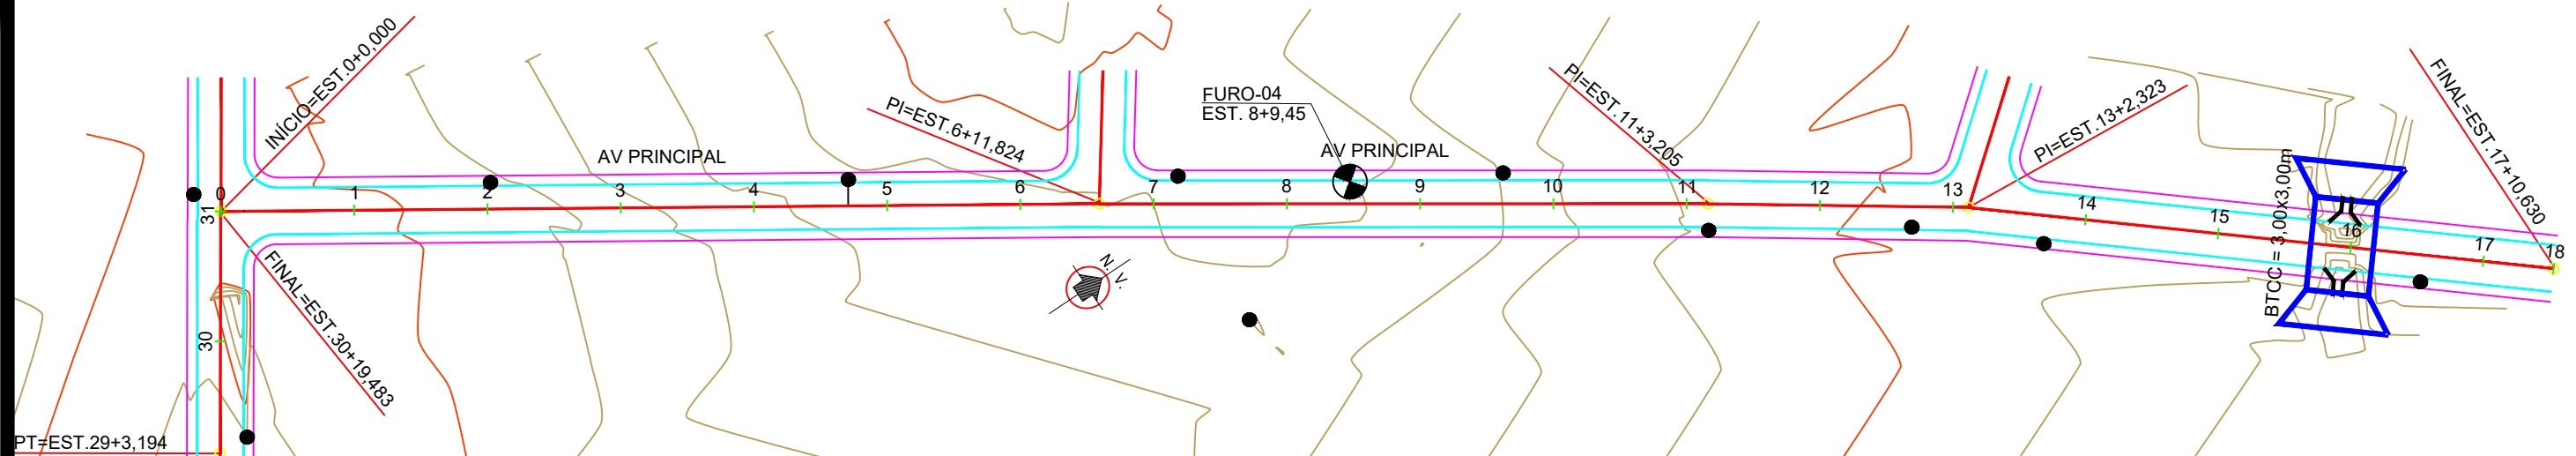 INÍCIO=EST.0+0,000
AV PRINCIPAL
PI=EST.6+11,824
FURO-04
EST. 8+9,45
AV PRINCIPAL
PI=EST.11+3,205
PI=EST.13+2,323
FINAL=EST.17+10,630
0
1
2
3
4
5
6
7
8
9
10
11
12
13
14
15
16
17
18
31
30
FINAL=EST.30+19,483
N. V.
BTCC = 3,00x3,00m
PT=EST.29+3,194